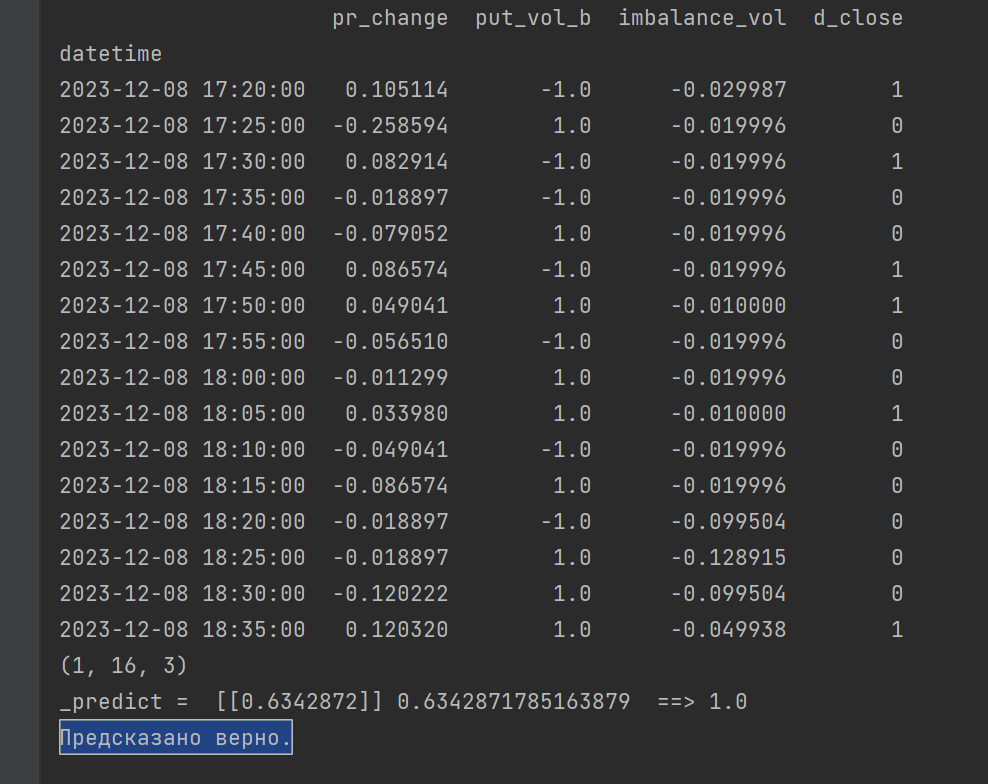 pr_change put_vol_b imbalance_vol d_close
datetime
2023-12-08 17:20:00 0.105114 -1.0 -0.029987 1
2023-12-08 17:25:00 -0.258594 1.0 -0.019996 0
2023-12-08 17:30:00 0.082914 -1.0 -0.019996 1
2023-12-08 17:35:00 -0.018897 -1.0 -0.019996 0
2023-12-08 17:40:00 -0.079052 1.0 -0.019996 0
2023-12-08 17:45:00 0.086574 -1.0 -0.019996 1
2023-12-08 17:50:00 0.049041 1.0 -0.010000 1
2023-12-08 17:55:00 -0.056510 -1.0 -0.019996 0
2023-12-08 18:00:00 -0.011299 1.0 -0.019996 0
2023-12-08 18:05:00 0.033980 1.0 -0.010000 1
2023-12-08 18:10:00 -0.049041 -1.0 -0.019996 0
2023-12-08 18:15:00 -0.086574 1.0 -0.019996 0
2023-12-08 18:20:00 -0.018897 -1.0 -0.099504 0
2023-12-08 18:25:00 -0.018897 1.0 -0.128915 0
2023-12-08 18:30:00 -0.120222 1.0 -0.099504 0
2023-12-08 18:35:00 0.120320 1.0 -0.049938 1
(1, 16, 3)
_predict = [[0.6342872]] 0.6342871785163879 ==> 1.0
Предсказано верно.